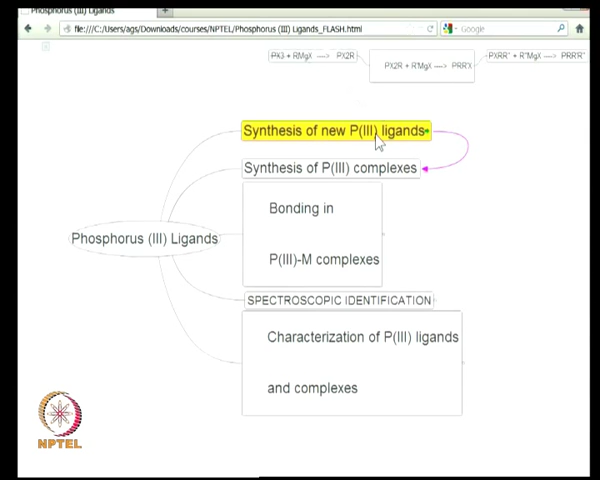 Phosphorus (III) Ligands
file:///C:/Users/ags/Downloads/courses/NPTEL/Phosphorus (III) Ligands_FLASH.html
Google
PX3 + RMgX ----> PX2R
PX2R + R'MgX ----> PRR'X
PXRR' + R"MgX ----> PRR'R"
Synthesis of new P(III) ligands
Synthesis of P(III) complexes
Bonding in
P(III)-M complexes
Phosphorus (III) Ligands
SPECTROSCOPIC IDENTIFICATION
Characterization of P(III) ligands
and complexes
NPTEL